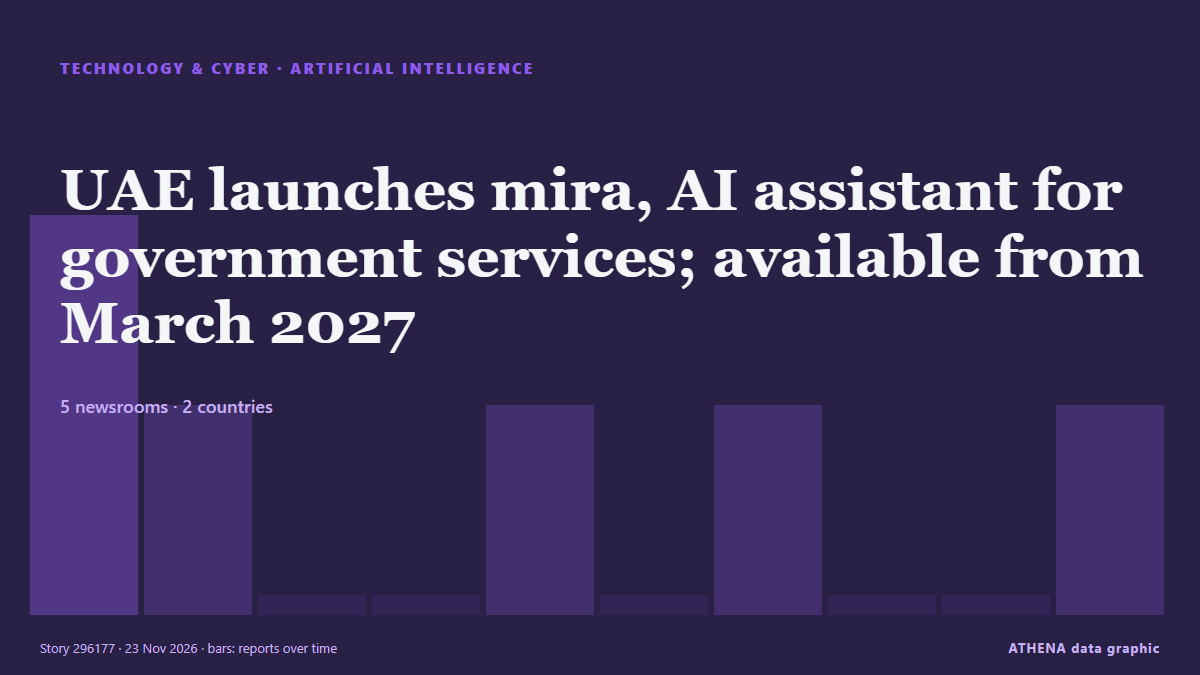 TECHNOLOGY & CYBER · ARTIFICIAL INTELLIGENCE
UAE launches mira, AI assistant for
government services; available from
March 2027
5 newsrooms · 2 countries
Story 296177 · 23 Nov 2026 · bars: reports over time
ATHENA data graphic